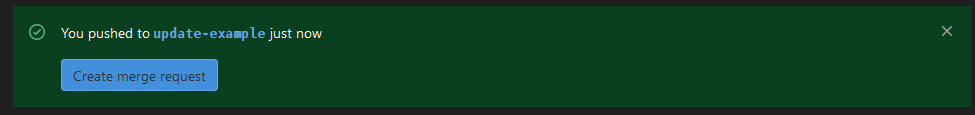 You pushed to update-example just now
Create merge request